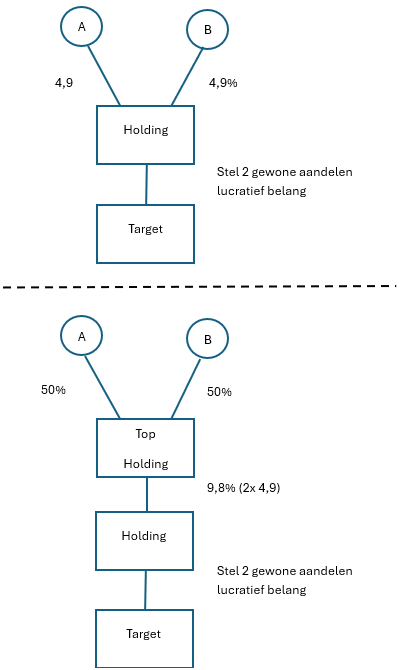 A
B
4,9
4,9%
Holding
Stel 2 gewone aandelen
lucratief belang
Target
A
B
50%
50%
Top
Holding
9,8% (2x 4,9)
Holding
Stel 2 gewone aandelen
lucratief belang
Target